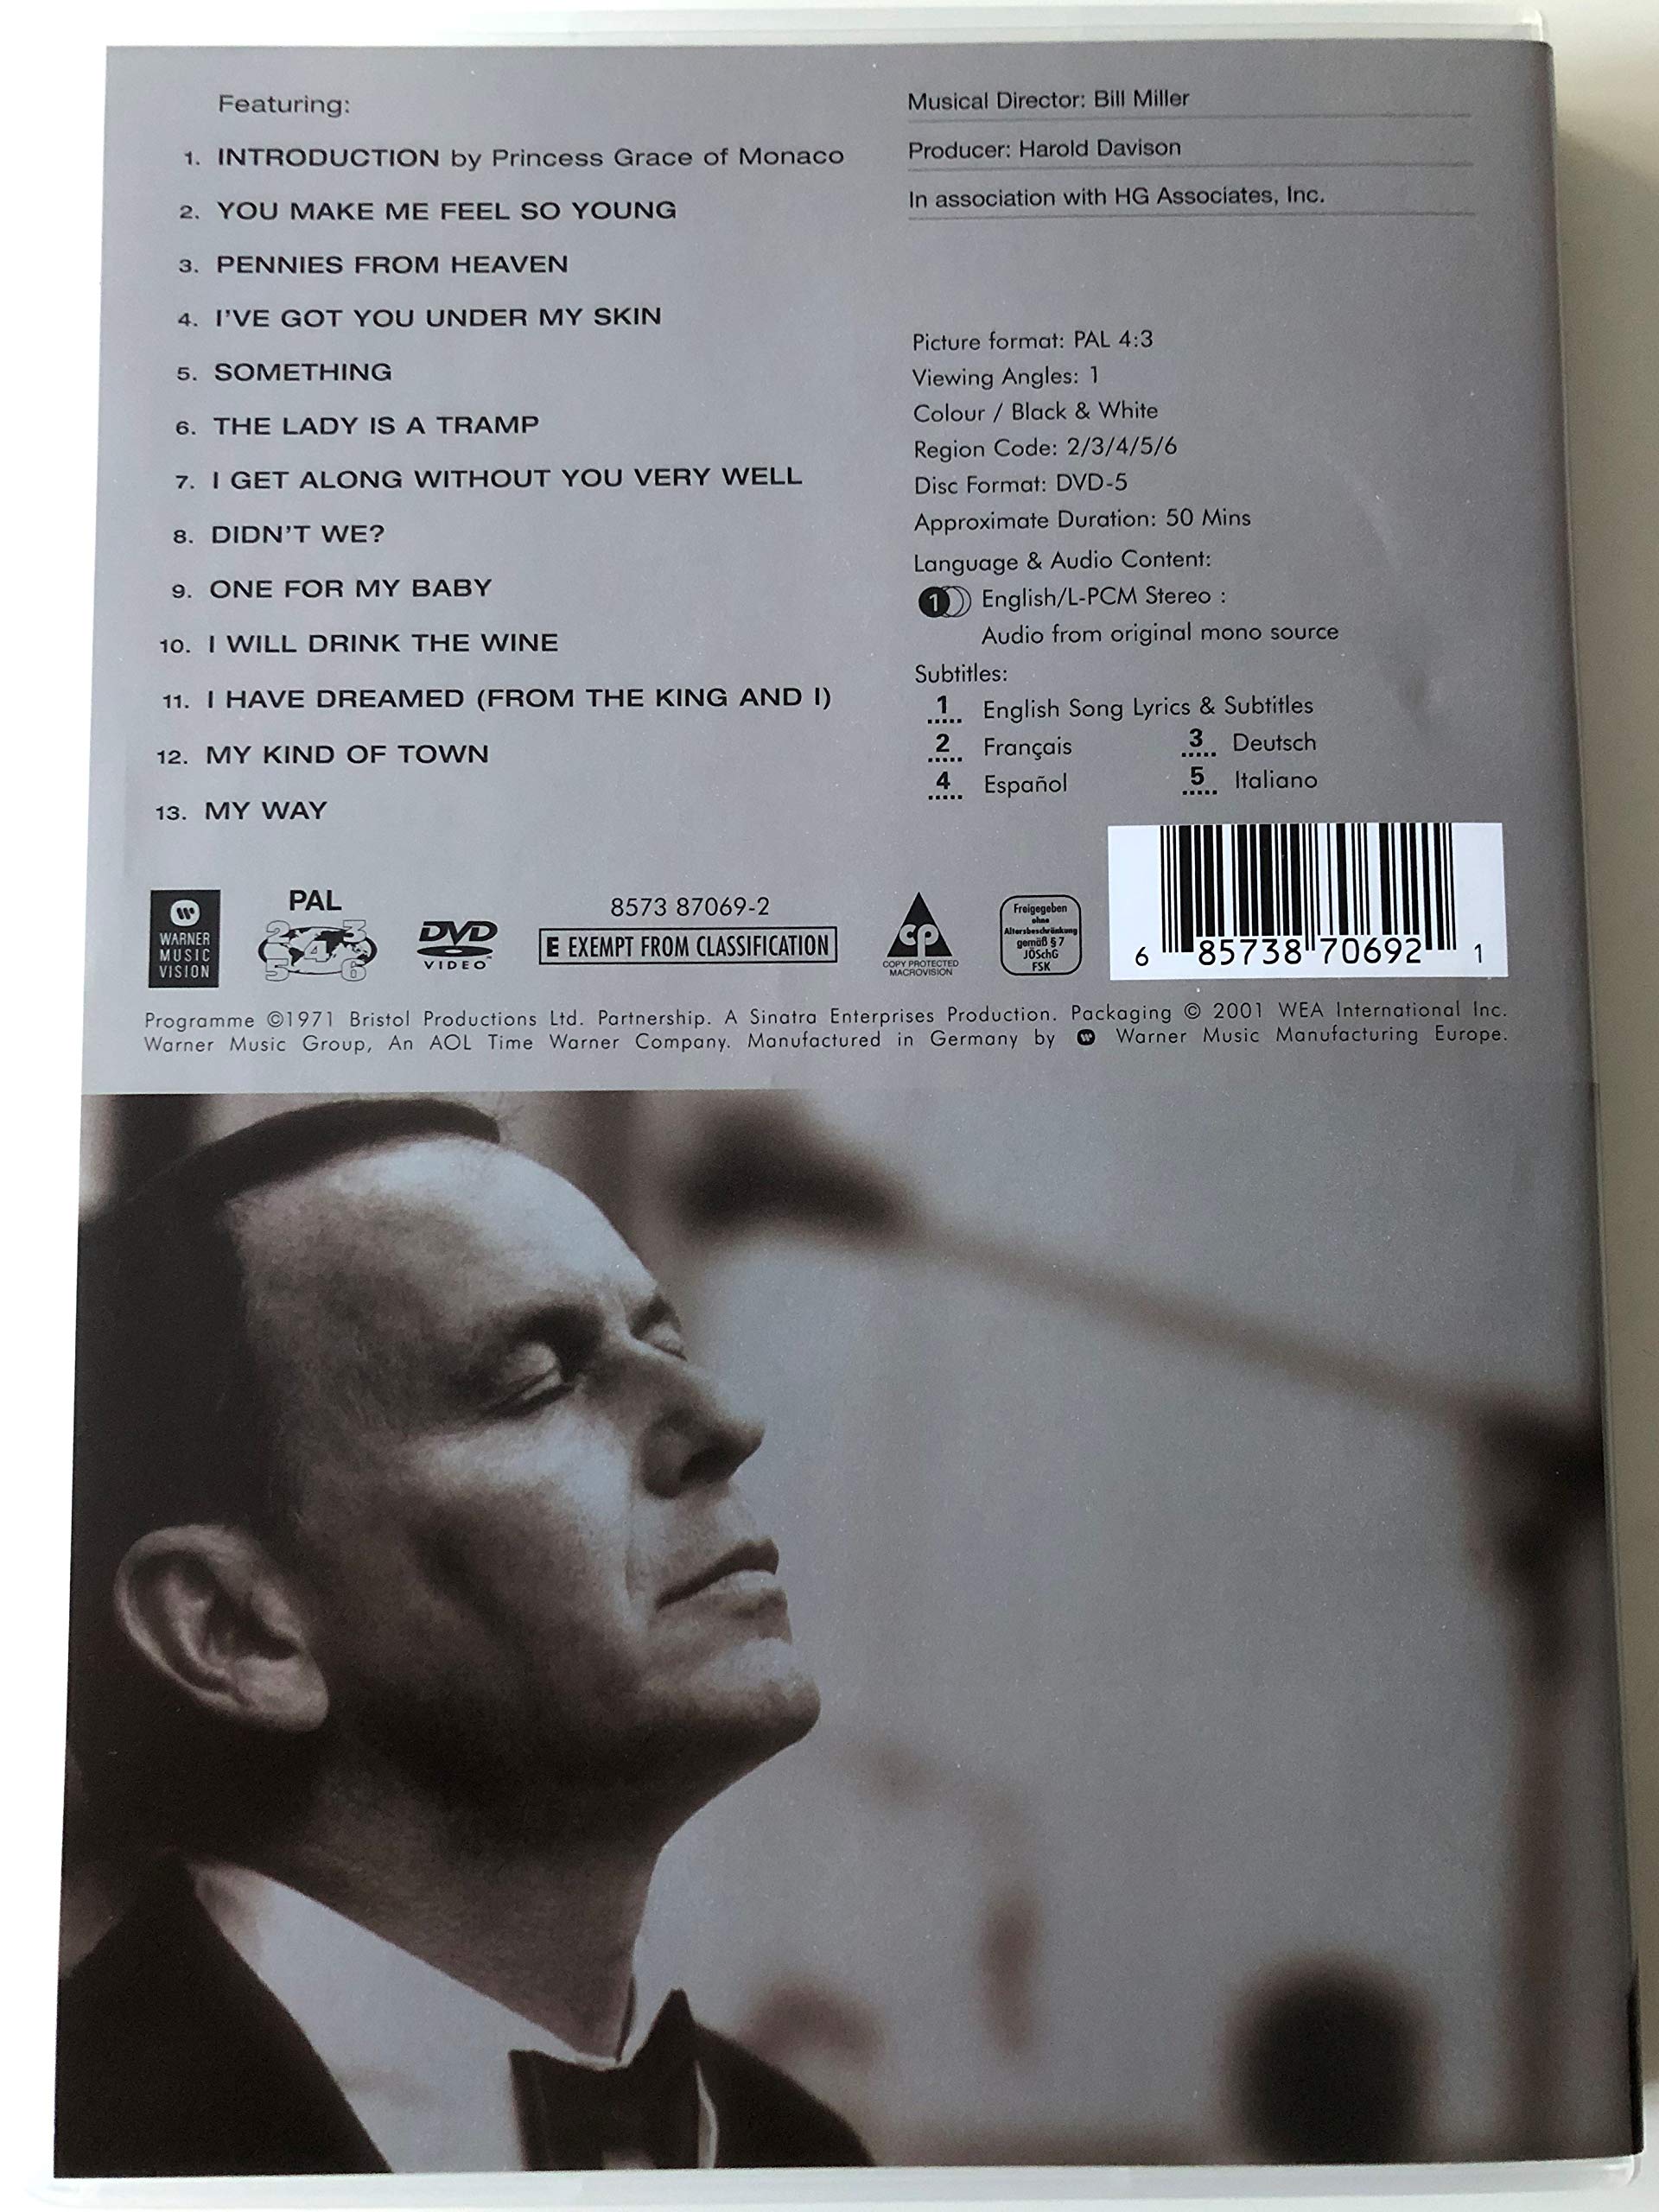 Featuring:
1. INTRODUCTION by Princess Grace of Monaco
2. YOU MAKE ME FEEL SO YOUNG
3. PENNIES FROM HEAVEN
4. I'VE GOT YOU UNDER MY SKIN
5. SOMETHING
6. THE LADY IS A TRAMP
7. I GET ALONG WITHOUT YOU VERY WELL
8. DIDN'T WE?
9. ONE FOR MY BABY
10. I WILL DRINK THE WINE
11. I HAVE DREAMED (FROM THE KING AND I)
12. MY KIND OF TOWN
13. MY WAY
Musical Director: Bill Miller
Producer: Harold Davison
In association with HG Associates, Inc.
Picture format: PAL 4:3
Viewing Angles: 1
Colour / Black & White
Region Code: 2/3/4/5/6
Disc Format: DVD-5
Approximate Duration: 50 Mins
Language & Audio Content:
1 English/L-PCM Stereo :
Audio from original mono source
Subtitles:
1 English Song Lyrics & Subtitles
2 Français 3 Deutsch
4 Español 5 Italiano
WARNER
MUSIC
VISION
PAL
2 3
4
5 6
DVD
VIDEO
8573 87069-2
E EXEMPT FROM CLASSIFICATION
CP
COPY PROTECTED
MACROVISION
Freigegeben
ohne
Altersbeschränkung
gemäß § 7
JÖSchG
FSK
6 85738 70692 1
Programme ©1971 Bristol Productions Ltd. Partnership. A Sinatra Enterprises Production. Packaging © 2001 WEA International Inc.
Warner Music Group, An AOL Time Warner Company. Manufactured in Germany by Warner Music Manufacturing Europe.